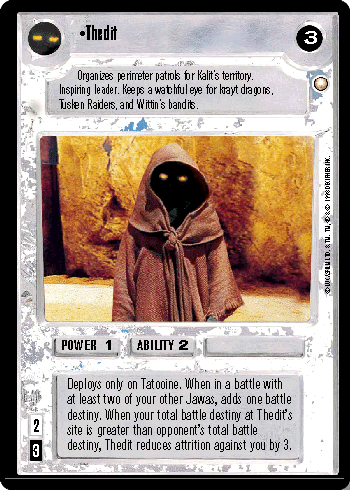 •Thedit
3
Organizes perimeter patrols for Kalit's territory.
Inspiring leader. Keeps a watchful eye for krayt dragons,
Tusken Raiders, and Wittin's bandits.
POWER 1 ABILITY 2
Deploys only on Tatooine. When in a battle with
at least two of your other Jawas, adds one battle
destiny. When your total battle destiny at Thedit's
site is greater than opponent's total battle
destiny, Thedit reduces attrition against you by 3.
2
3